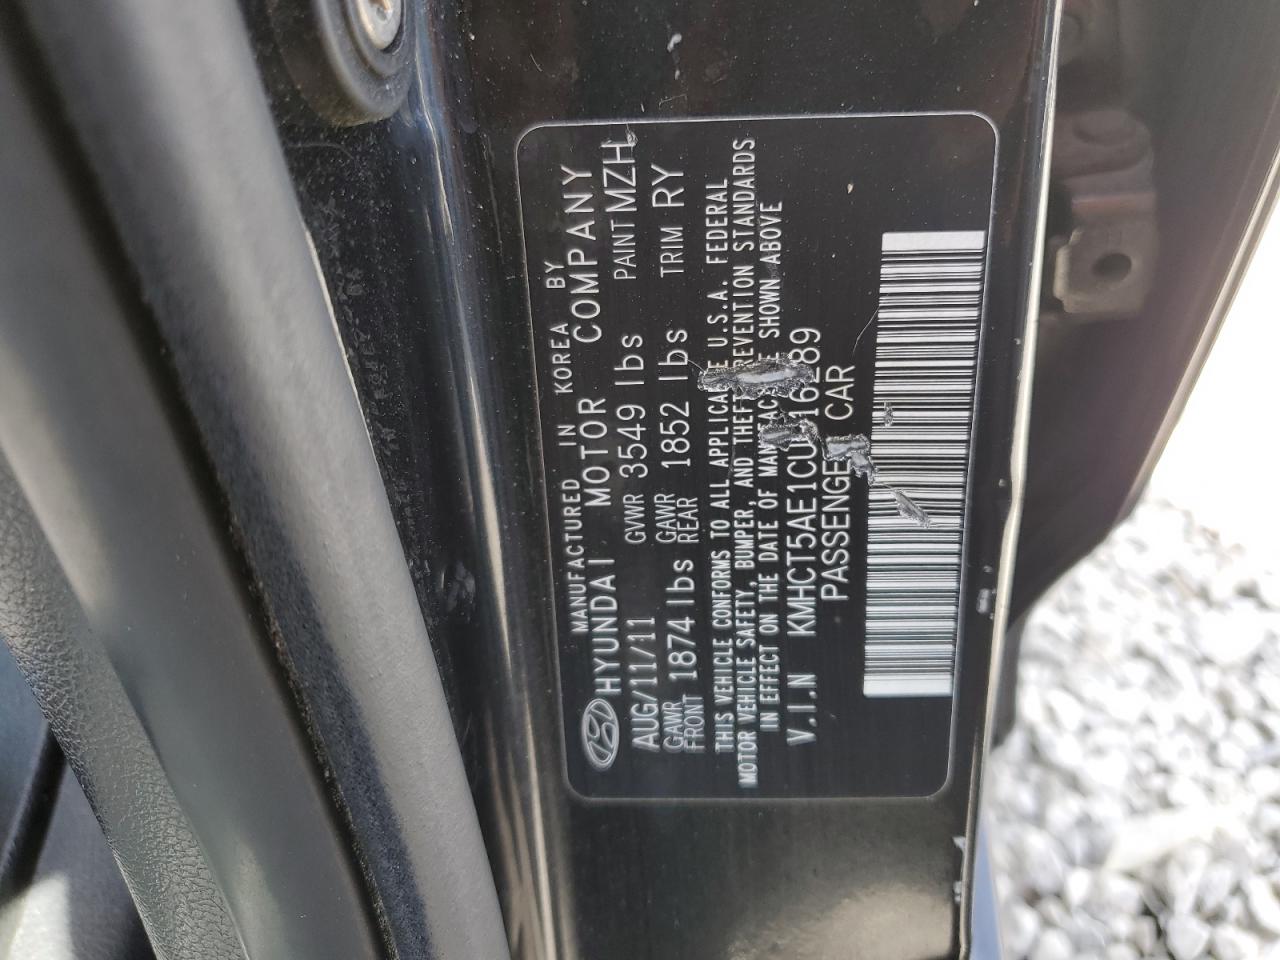 MANUFACTURED IN KOREA BY
HYUNDAI MOTOR COMPANY
AUG/11/11 GVWR 3549 lbs PAINT MZH
GAWR FRONT 1874 lbs GAWR REAR 1852 lbs TRIM RY
THIS VEHICLE CONFORMS TO ALL APPLICABLE U.S.A. FEDERAL
MOTOR VEHICLE SAFETY, BUMPER, AND THEFT PREVENTION STANDARDS
IN EFFECT ON THE DATE OF MANUFACTURE SHOWN ABOVE
V.I.N KMHCT5AE1CU 16289
PASSENGER CAR